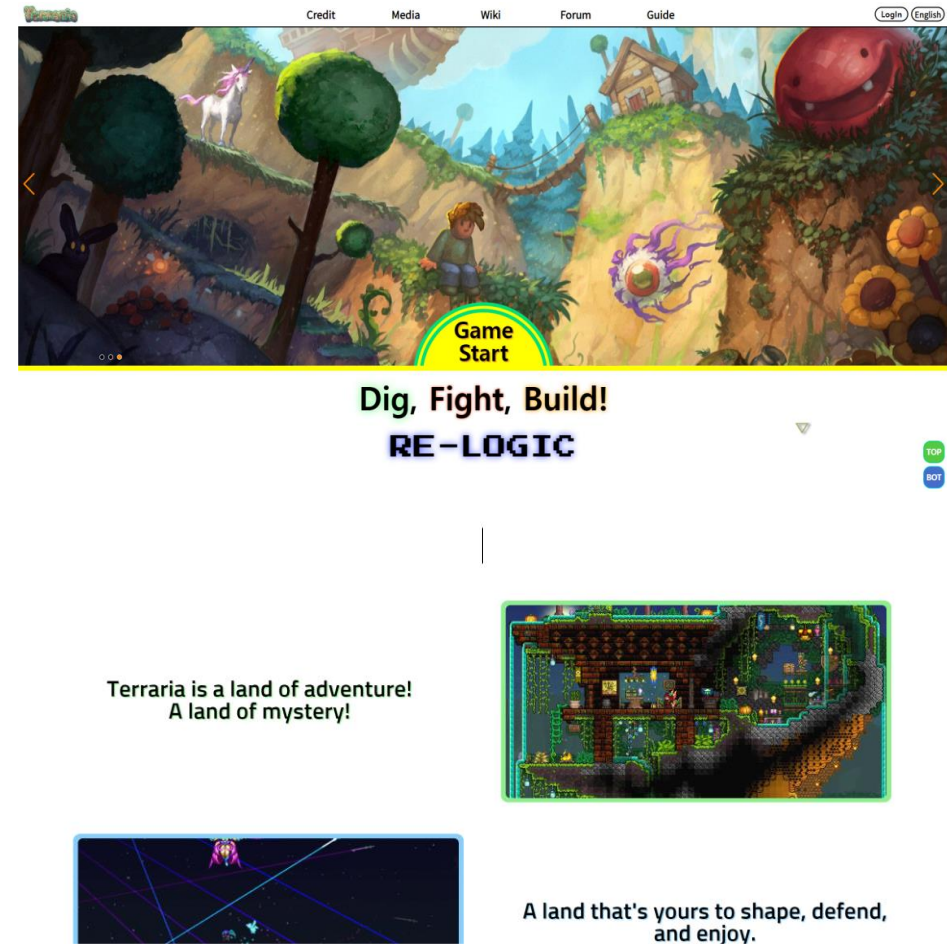 Terraria
Credit
Media
Wiki
Forum
Guide
Login
English
Game
Start
Dig, Fight, Build!
RE-LOGIC
TOP
BOT
Terraria is a land of adventure!
A land of mystery!
A land that's yours to shape, defend,
and enjoy.